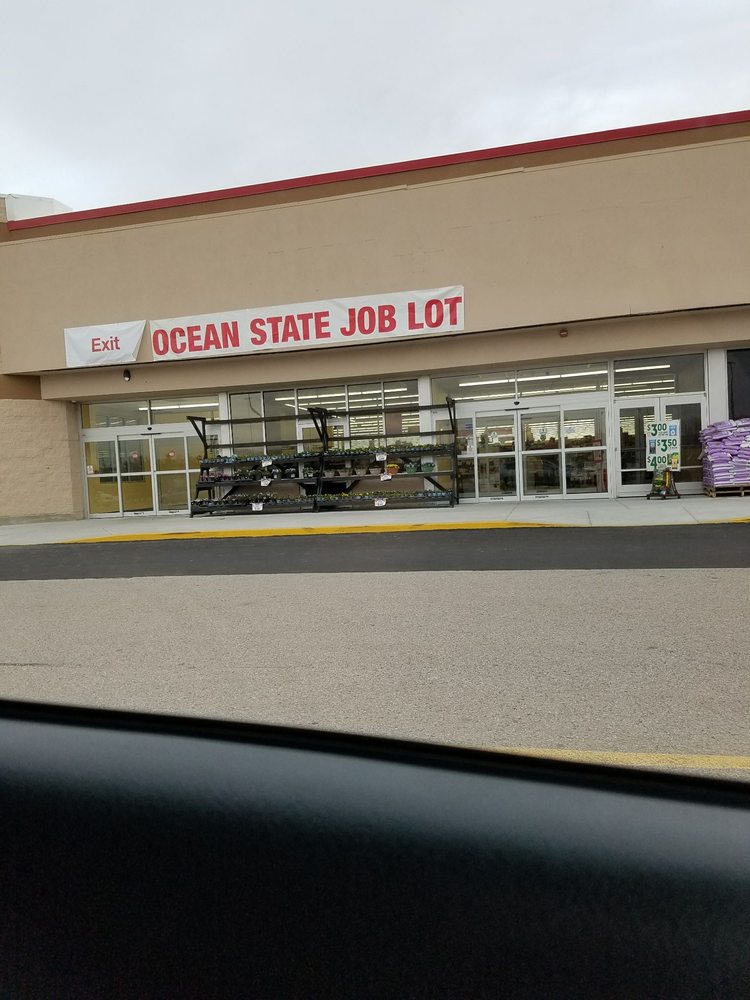 Exit
OCEAN STATE JOB LOT
$3.00
$3.50
$4.00